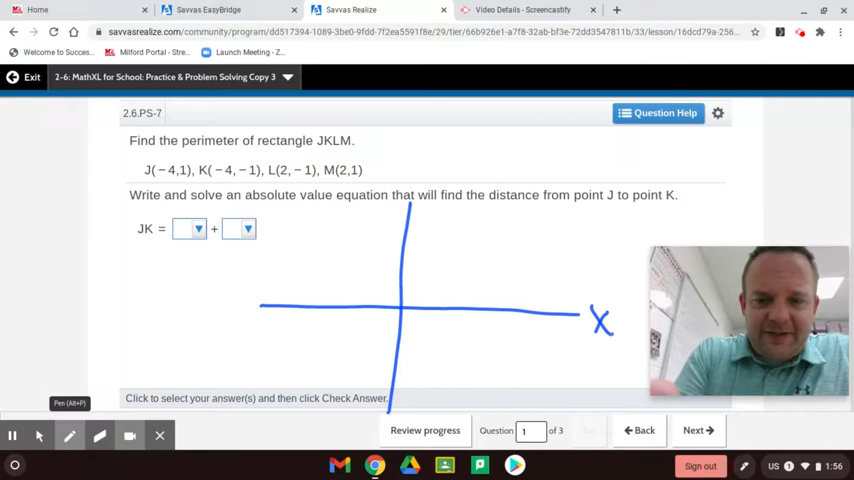 Home
Savvas EasyBridge
Savvas Realize
Video Details - Screencastify
savvasrealize.com/community/program/dd517394-1089-3be0-9fdd-7f2ea5591f8e/29/tier/66b926e1-a7f8-32ab-bf3e-72dd3547811b/33/lesson/16dcd79a-256...
Welcome to Succes...
Milford Portal - Stre...
Launch Meeting - Z...
Exit
2-6: MathXL for School: Practice & Problem Solving Copy 3
2.6.PS-7
Question Help
Find the perimeter of rectangle JKLM.
J(−4,1), K(−4,−1), L(2,−1), M(2,1)
Write and solve an absolute value equation that will find the distance from point J to point K.
JK = +
X
Pen (Alt+P)
Click to select your answer(s) and then click Check Answer.
Review progress
Question 1 of 3
Go
Back
Next
Sign out
US
1
1:56